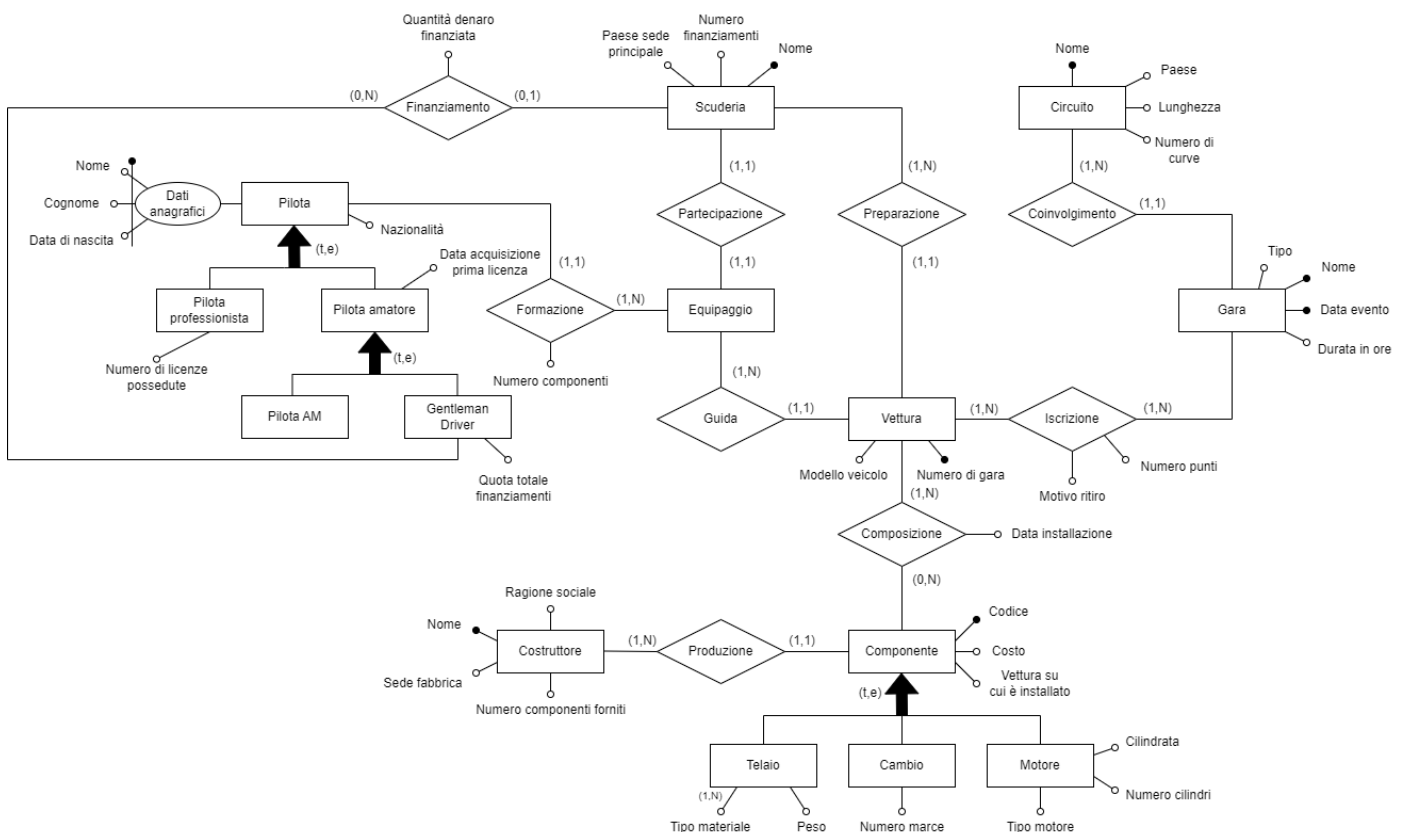 Quantità denaro
finanziata
Numero
finanziamenti
Paese sede
principale
Nome
Nome
Paese
(0,N)
Finanziamento
(0,1)
Scuderia
Circuito
Lunghezza
Numero di
curve
Nome
(1,1)
(1,N)
(1,N)
Cognome
Dati
anagrafici
Pilota
Partecipazione
Preparazione
Coinvolgimento
(1,1)
Data di nascita
Nazionalità
(t,e)
Data acquisizione
prima licenza
(1,1)
(1,1)
(1,1)
Tipo
Nome
Pilota
professionista
Pilota amatore
Formazione
(1,N)
Equipaggio
Gara
Data evento
Durata in ore
Numero di licenze
possedute
(t,e)
Numero componenti
(1,N)
Pilota AM
Gentleman
Driver
Guida
(1,1)
Vettura
(1,N)
Iscrizione
(1,N)
Quota totale
finanziamenti
Modello veicolo
Numero di gara
Numero punti
Motivo ritiro
(1,N)
Composizione
Data installazione
(0,N)
Ragione sociale
Nome
Codice
Costruttore
(1,N)
Produzione
(1,1)
Componente
Costo
Sede fabbrica
Vettura su
cui è installato
Numero componenti forniti
(t,e)
Telaio
Cambio
Motore
Cilindrata
(1,N)
Numero cilindri
Tipo materiale
Peso
Numero marce
Tipo motore